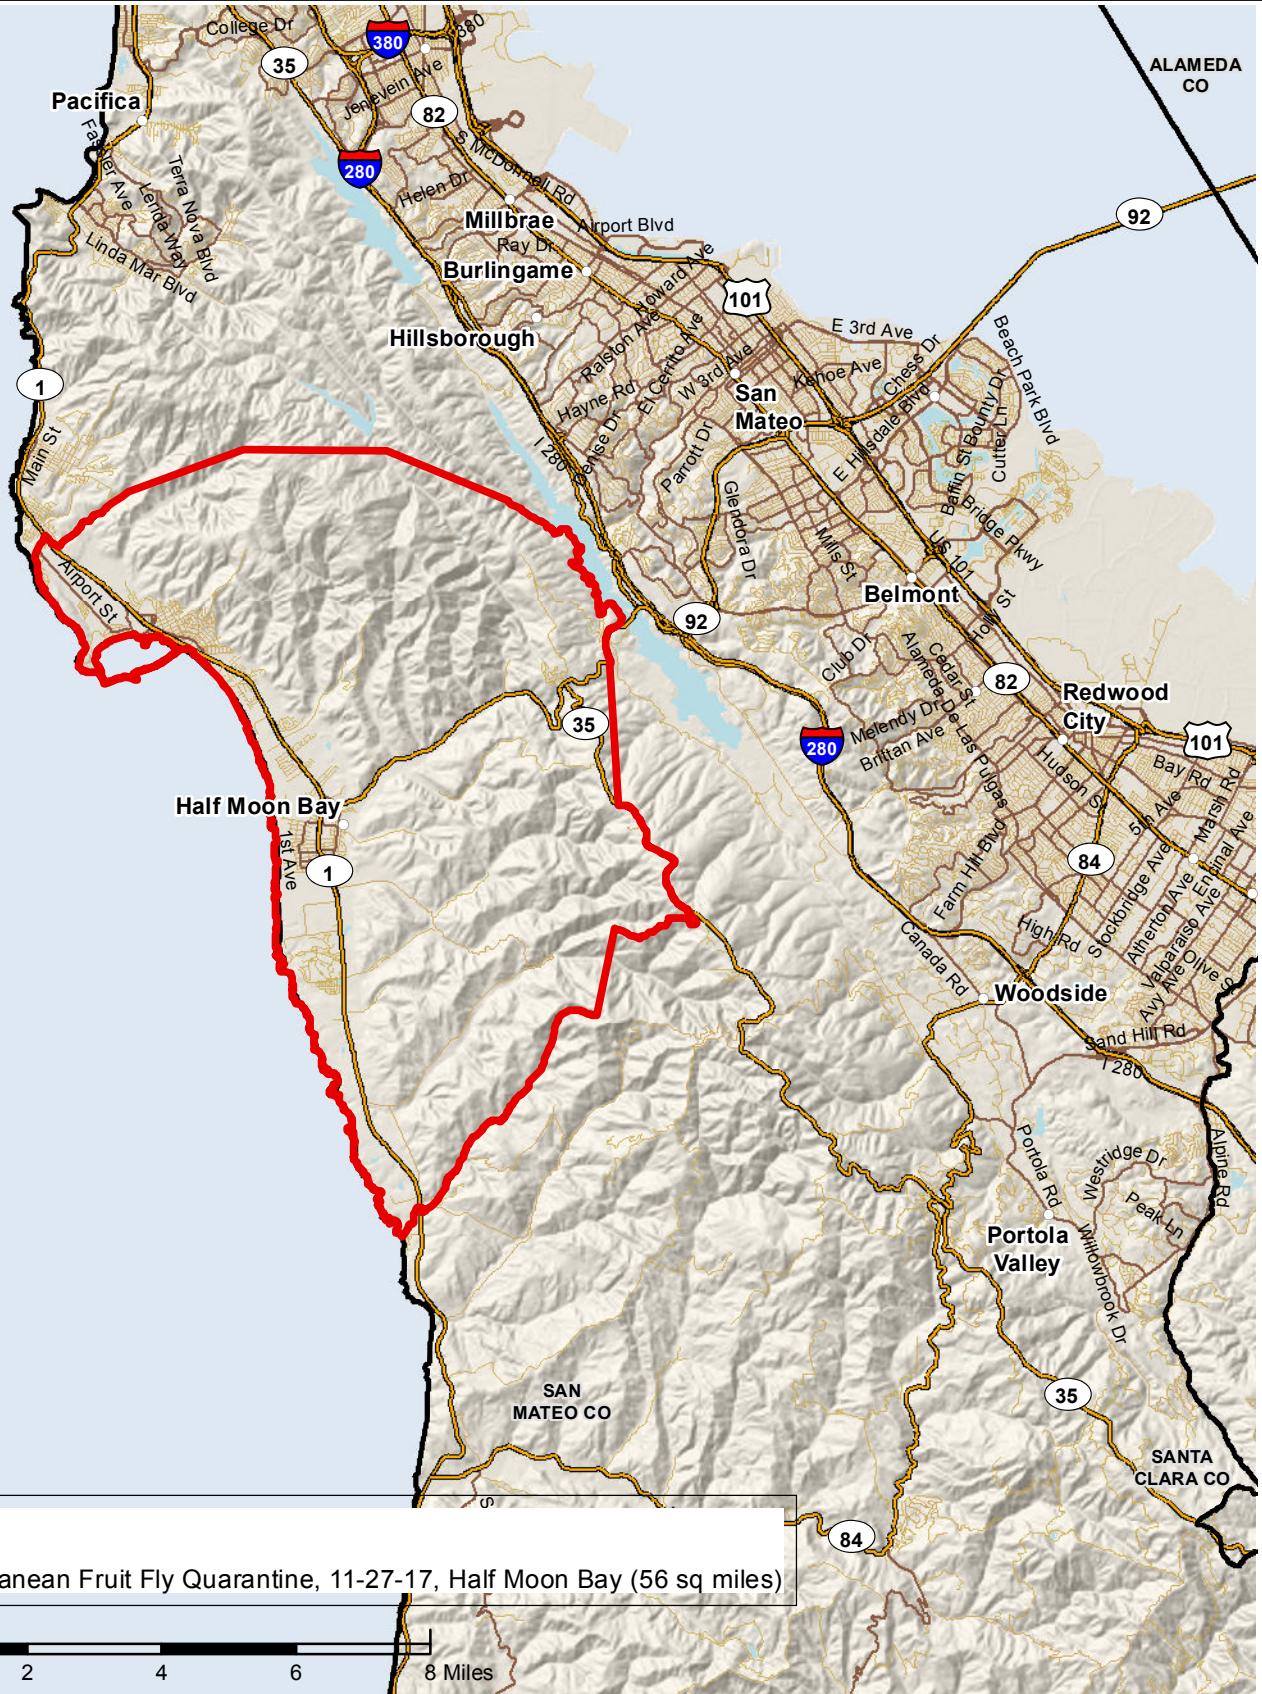 College Dr
380
380
35
Jenevein Ave
ALAMEDA
CO
Pacifica
82
Fassler Ave
Terra Nova Blvd
Lerida Way
S McDonnell Rd
280
Helen Dr
92
Millbrae
Airport Blvd
Linda Mar Blvd
Ray Dr
Burlingame
Howard Ave
101
Hillsborough
E 3rd Ave
Ralston Ave
El Cerrito Ave
Chess Dr
Beach Park Blvd
1
W 3rd Ave
Kehoe Ave
Hayne Rd
San
Mateo
E Hillsdale Blvd
Bounty Dr
Cutter Ln
Baffin St
Main St
I 280
Denise Dr
Parrott Dr
Glendora Dr
Bridge Pkwy
Mills St
US 101
Airport St
Belmont
92
Holly St
Club Dr
Cedar St
Alameda De Las Pulgas
82
Redwood
City
35
Melendy Dr
Brittan Ave
280
101
Hudson St
Bay Rd
Marsh Rd
Half Moon Bay
5th Ave
1st Ave
1
84
Encinal Ave
Farm Hill Blvd
Stockbridge Ave
Atherton Ave
Valparaiso Ave
High Rd
Canada Rd
Olive St
Avy Ave
Woodside
Sand Hill Rd
I 280
Portola Rd
Westridge Dr
Alpine Rd
Peak Ln
Portola
Valley
Willowbrook Dr
SAN
MATEO CO
35
SANTA
CLARA CO
S
84
anean Fruit Fly Quarantine, 11-27-17, Half Moon Bay (56 sq miles)
2 4 6 8 Miles